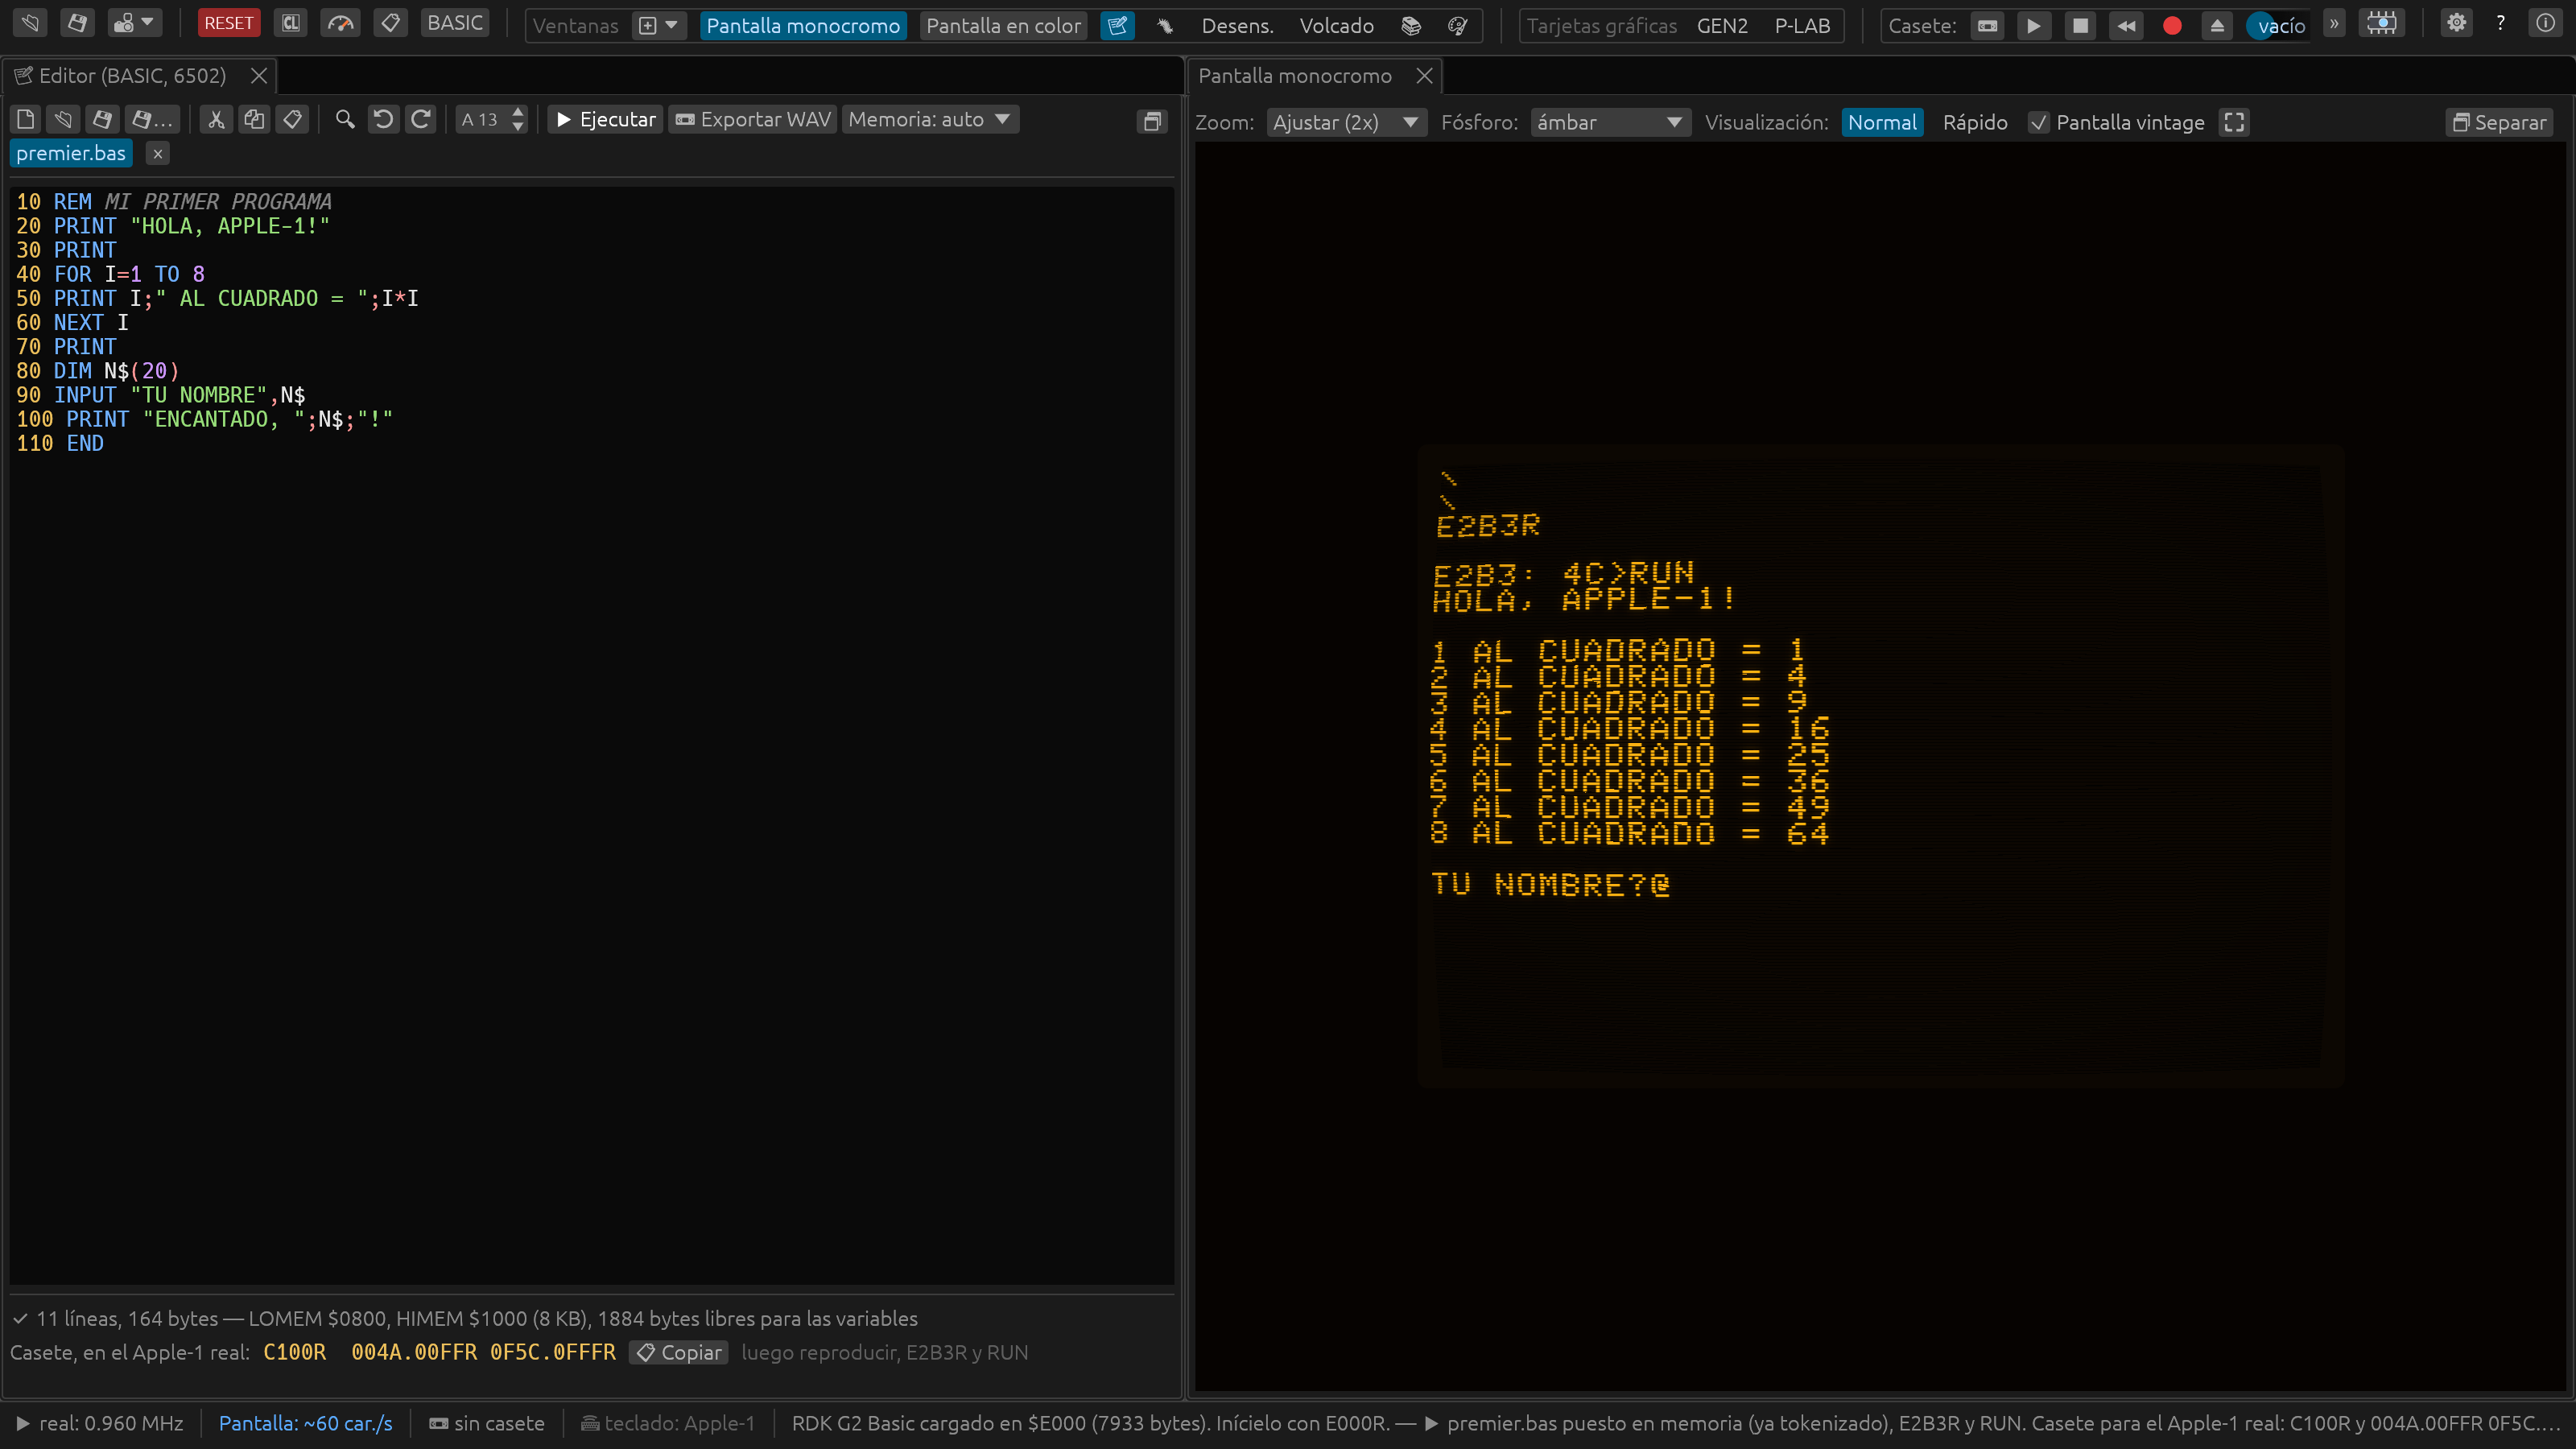 RESET BASIC Ventanas Pantalla monocromo Pantalla en color Desens. Volcado Tarjetas gráficas GEN2 P-LAB Casete: vacío » ?
Editor (BASIC, 6502)
A 13 Ejecutar Exportar WAV Memoria: auto
premier.bas x
10 REM MI PRIMER PROGRAMA
20 PRINT "HOLA, APPLE-1!"
30 PRINT
40 FOR I=1 TO 8
50 PRINT I;" AL CUADRADO = ";I*I
60 NEXT I
70 PRINT
80 DIM N$(20)
90 INPUT "TU NOMBRE",N$
100 PRINT "ENCANTADO, ";N$;"!"
110 END
✓ 11 líneas, 164 bytes — LOMEM $0800, HIMEM $1000 (8 KB), 1884 bytes libres para las variables
Casete, en el Apple-1 real: C100R 004A.00FFR 0F5C.0FFFR Copiar luego reproducir, E2B3R y RUN
Pantalla monocromo
Zoom: Ajustar (2x) Fósforo: ámbar Visualización: Normal Rápido Pantalla vintage Separar
\
\
E2B3R
E2B3: 4C>RUN
HOLA, APPLE-1!
1 AL CUADRADO = 1
2 AL CUADRADO = 4
3 AL CUADRADO = 9
4 AL CUADRADO = 16
5 AL CUADRADO = 25
6 AL CUADRADO = 36
7 AL CUADRADO = 49
8 AL CUADRADO = 64
TU NOMBRE?@
real: 0.960 MHz Pantalla: ~60 car./s sin casete teclado: Apple-1 RDK G2 Basic cargado en $E000 (7933 bytes). Inícielo con E000R. — ▶ premier.bas puesto en memoria (ya tokenizado), E2B3R y RUN. Casete para el Apple-1 real: C100R y 004A.00FFR 0F5C.…